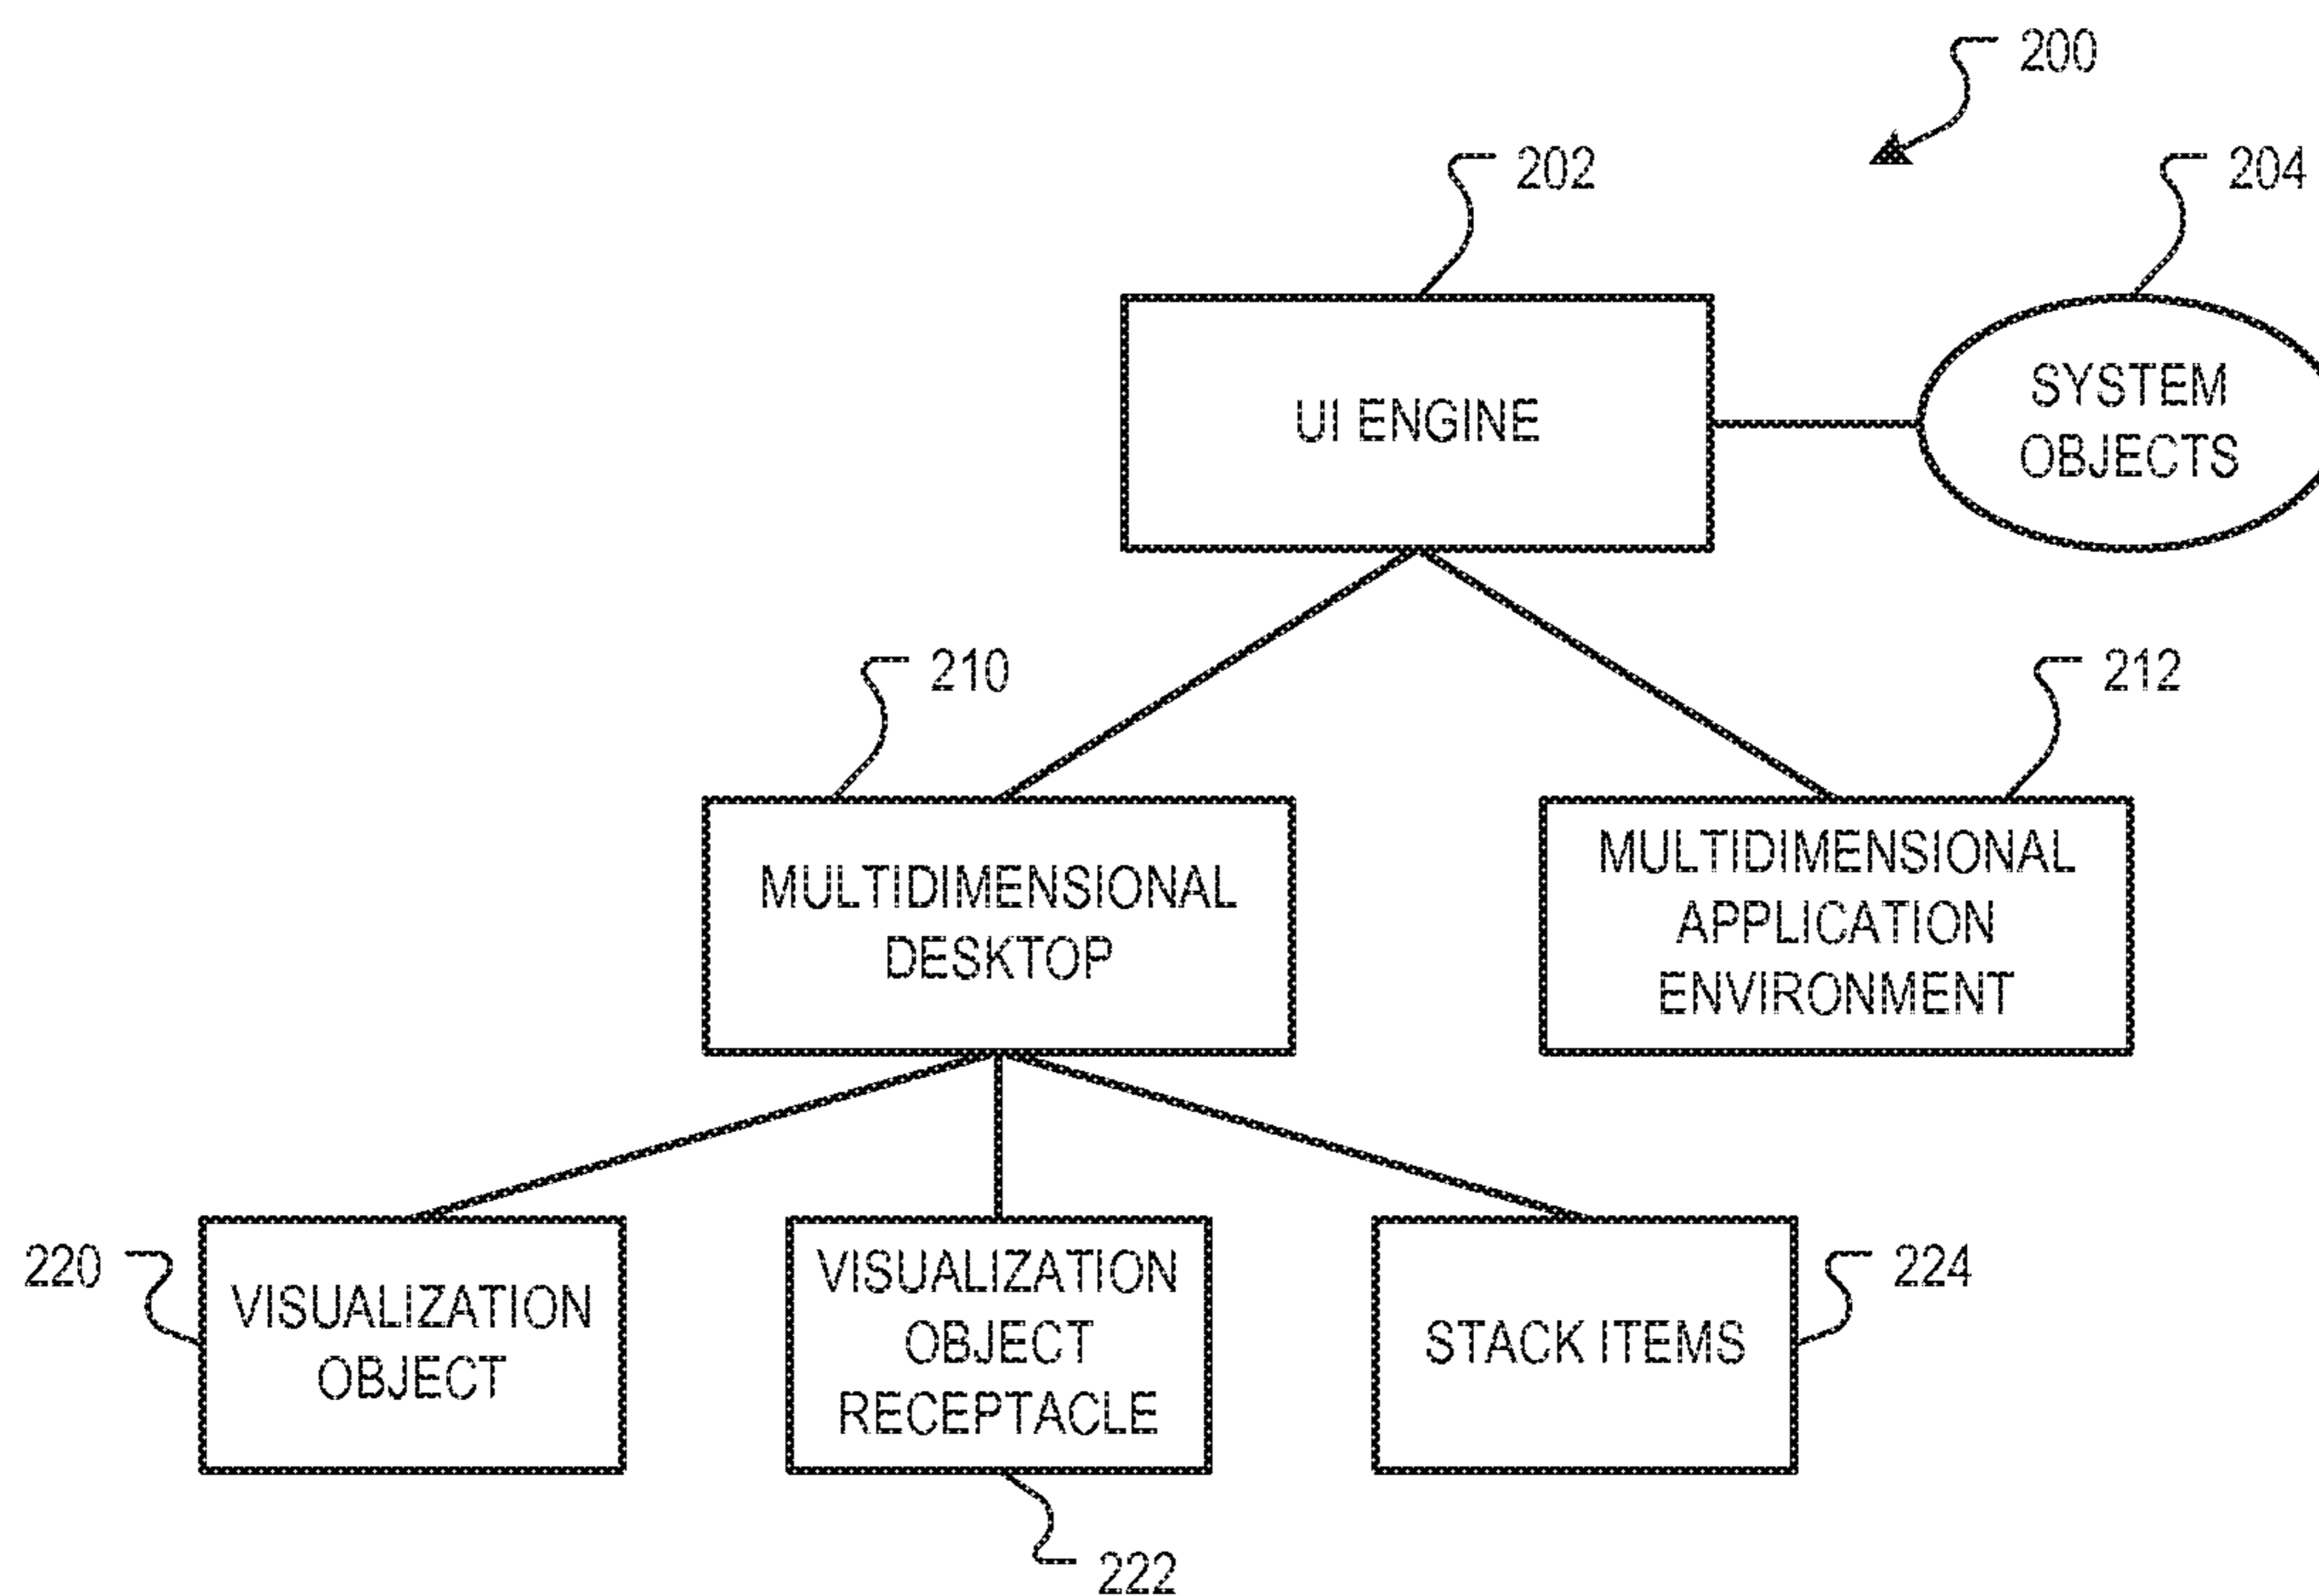 200
202
204
UI ENGINE
SYSTEM
OBJECTS
210
212
MULTIDIMENSIONAL
DESKTOP
MULTIDIMENSIONAL
APPLICATION
ENVIRONMENT
220
VISUALIZATION
OBJECT
VISUALIZATION
OBJECT
RECEPTACLE
STACK ITEMS
224
222